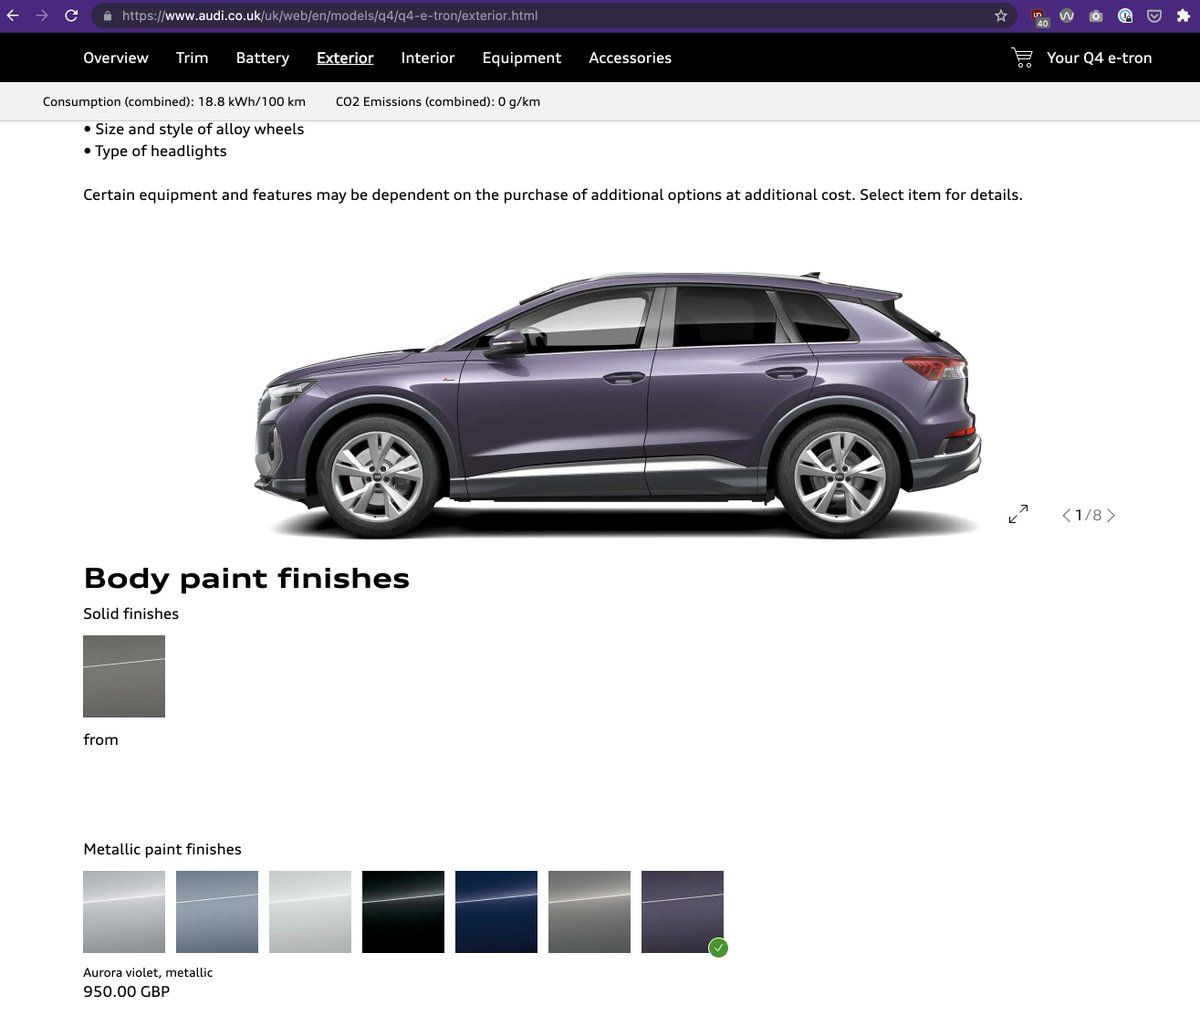 https://www.audi.co.uk/uk/web/en/models/q4/q4-e-tron/exterior.html
40
Overview Trim Battery Exterior Interior Equipment Accessories Your Q4 e-tron
Consumption (combined): 18.8 kWh/100 km CO2 Emissions (combined): 0 g/km
• Size and style of alloy wheels
• Type of headlights
Certain equipment and features may be dependent on the purchase of additional options at additional cost. Select item for details.
1/8
Body paint finishes
Solid finishes
from
Metallic paint finishes
Aurora violet, metallic
950.00 GBP